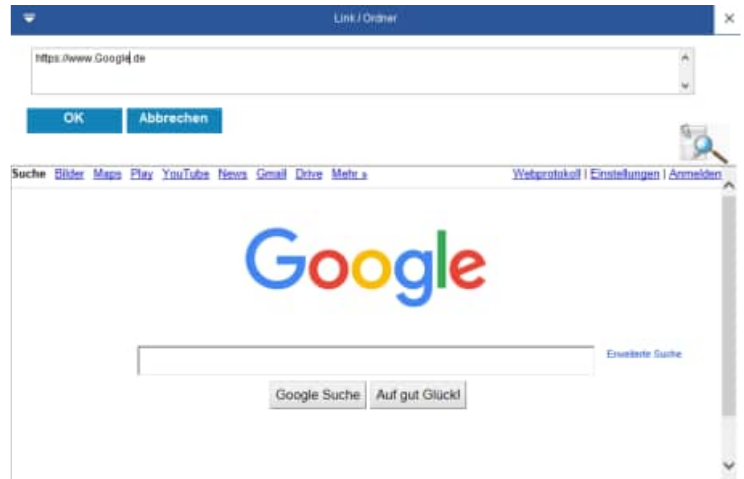 Link / Ordner
https://www.Google.de
OK Abbrechen
Suche Bilder Maps Play YouTube News Gmail Drive Mehr » Webprotokoll | Einstellungen | Anmelden
Google
Erweiterte Suche
Google Suche Auf gut Glück!